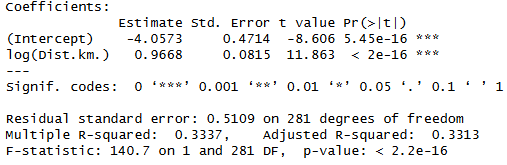 Coefficients:
Estimate Std. Error t value Pr(>|t|)
(Intercept) -4.0573 0.4714 -8.606 5.45e-16 ***
log(Dist.km.) 0.9668 0.0815 11.863 < 2e-16 ***
---
Signif. codes: 0 ‘***’ 0.001 ‘**’ 0.01 ‘*’ 0.05 ‘.’ 0.1 ‘ ’ 1
Residual standard error: 0.5109 on 281 degrees of freedom
Multiple R-squared: 0.3337, Adjusted R-squared: 0.3313
F-statistic: 140.7 on 1 and 281 DF, p-value: < 2.2e-16